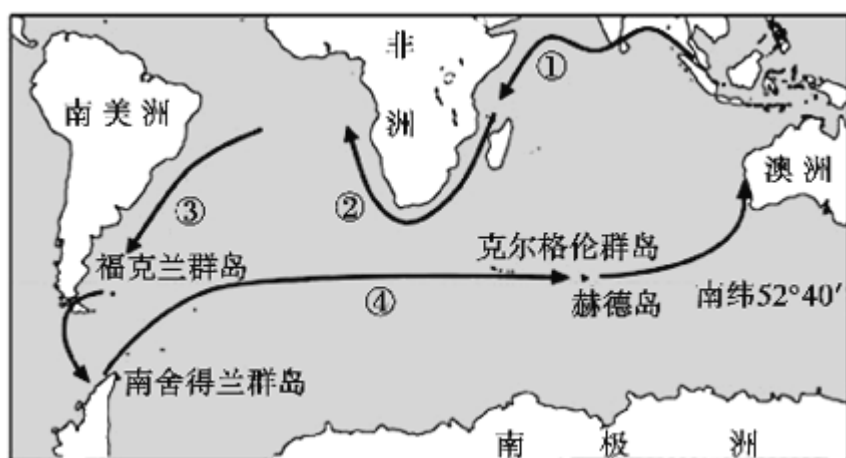 非
洲
①
南美洲
澳洲
②
③
克尔格伦群岛
福克兰群岛
赫德岛
南纬52°40′
④
南舍得兰群岛
南极洲